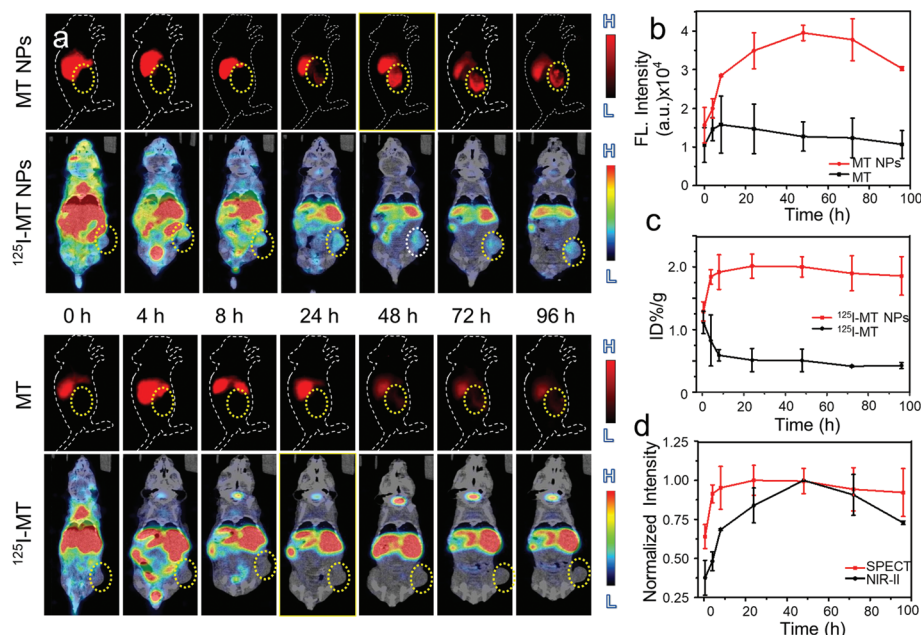 a
MT NPs
H
L
¹²⁵I-MT NPs
H
L
0 h 4 h 8 h 24 h 48 h 72 h 96 h
MT
H
L
¹²⁵I-MT
H
L
b
FL. Intensity
(a.u.)x10⁴
4
3
2
1
0
MT NPs
MT
0 20 40 60 80 100
Time (h)
c
ID%/g
2.0
1.0
0
¹²⁵I-MT NPs
¹²⁵I-MT
0 20 40 60 80 100
Time (h)
d
Normalized Intensity
1.25
1.00
0.75
0.50
0.25
SPECT
NIR-II
0 20 40 60 80 100
Time (h)